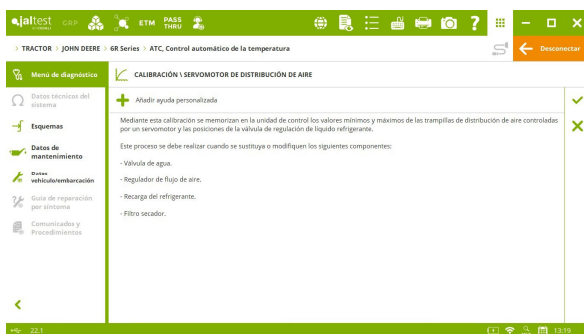 altest GRP ETM PASS THRU ?
TRACTOR > JOHN DEERE > 6R Series > ATC, Control automático de la temperatura
Desconectar
Menú de diagnóstico
CALIBRACIÓN \ SERVOMOTOR DE DISTRIBUCIÓN DE AIRE
Datos técnicos del
sistema
Añadir ayuda personalizada
Esquemas
Mediante esta calibración se memorizan en la unidad de control los valores mínimos y máximos de las trampillas de distribución de aire controladas
por un servomotor y las posiciones de la válvula de regulación de líquido refrigerante.
Datos de
mantenimiento
Este proceso se debe realizar cuando se sustituya o modifiquen los siguientes componentes:
- Válvula de agua.
Datos
vehículo/embarcación
- Regulador de flujo de aire.
Guía de reparación
por síntoma
- Recarga del refrigerante.
- Filtro secador.
Comunicados y
Procedimientos
22.1
13:19